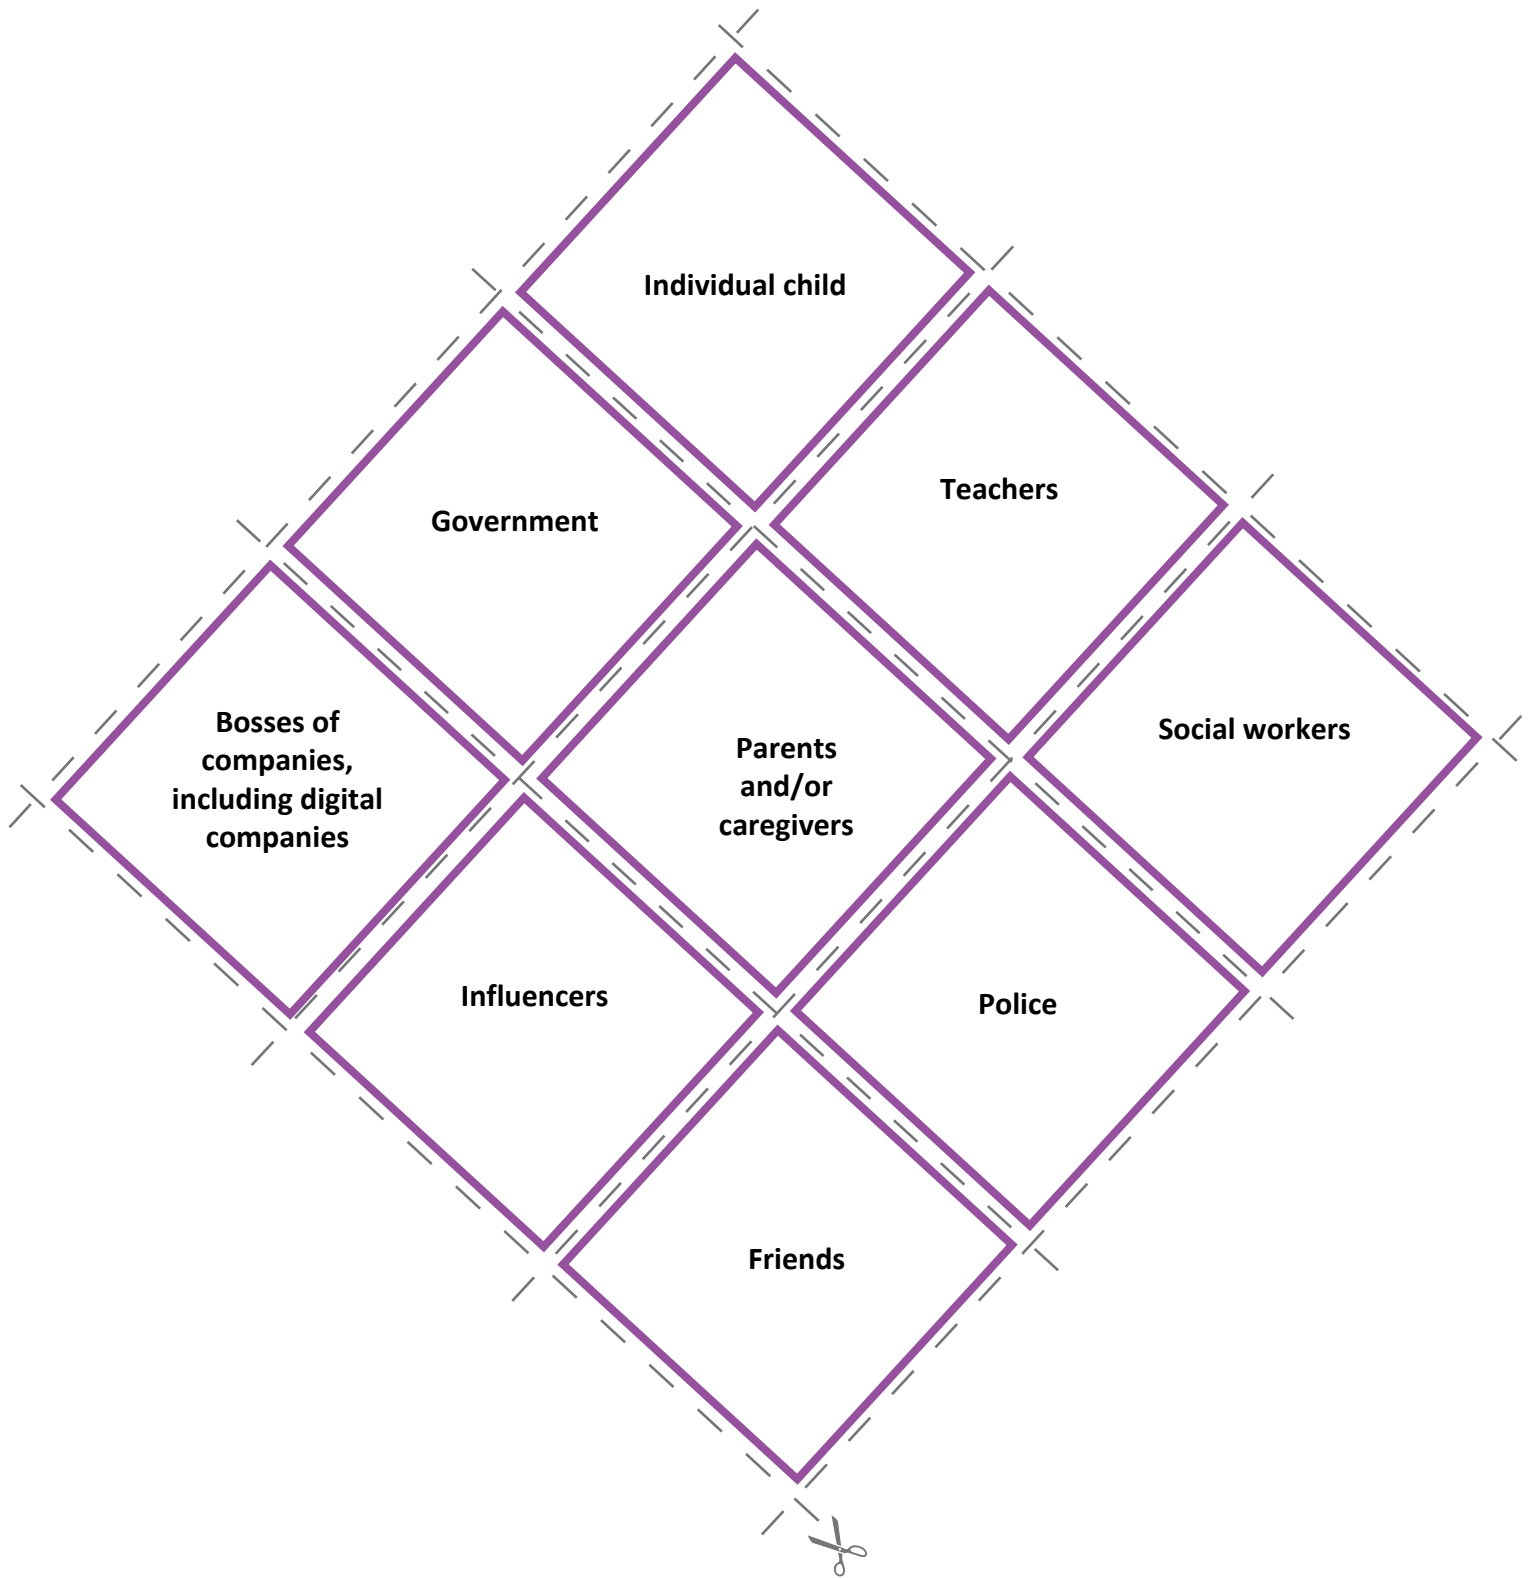 Individual child
Government
Teachers
Bosses of
companies,
including digital
companies
Parents
and/or
caregivers
Social workers
Influencers
Police
Friends